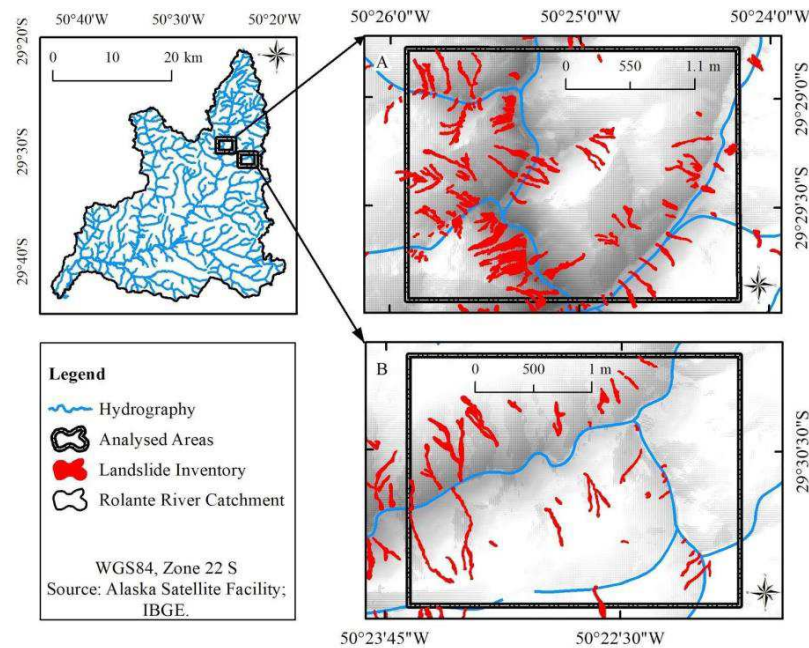 50°40'W 50°30'W 50°20'W
29°20'S
29°30'S
29°40'S
0 10 20 km
50°26'W 50°25'W 50°24'W
A
0 550 1.1 m
29°29'0"S
29°29'30"S
B
0 500 1 m
29°30'30"S
50°23'45"W 50°22'30"W
Legend
Hydrography
Analysed Areas
Landslide Inventory
Rolante River Catchment
WGS84, Zone 22 S
Source: Alaska Satellite Facility;
IBGE.